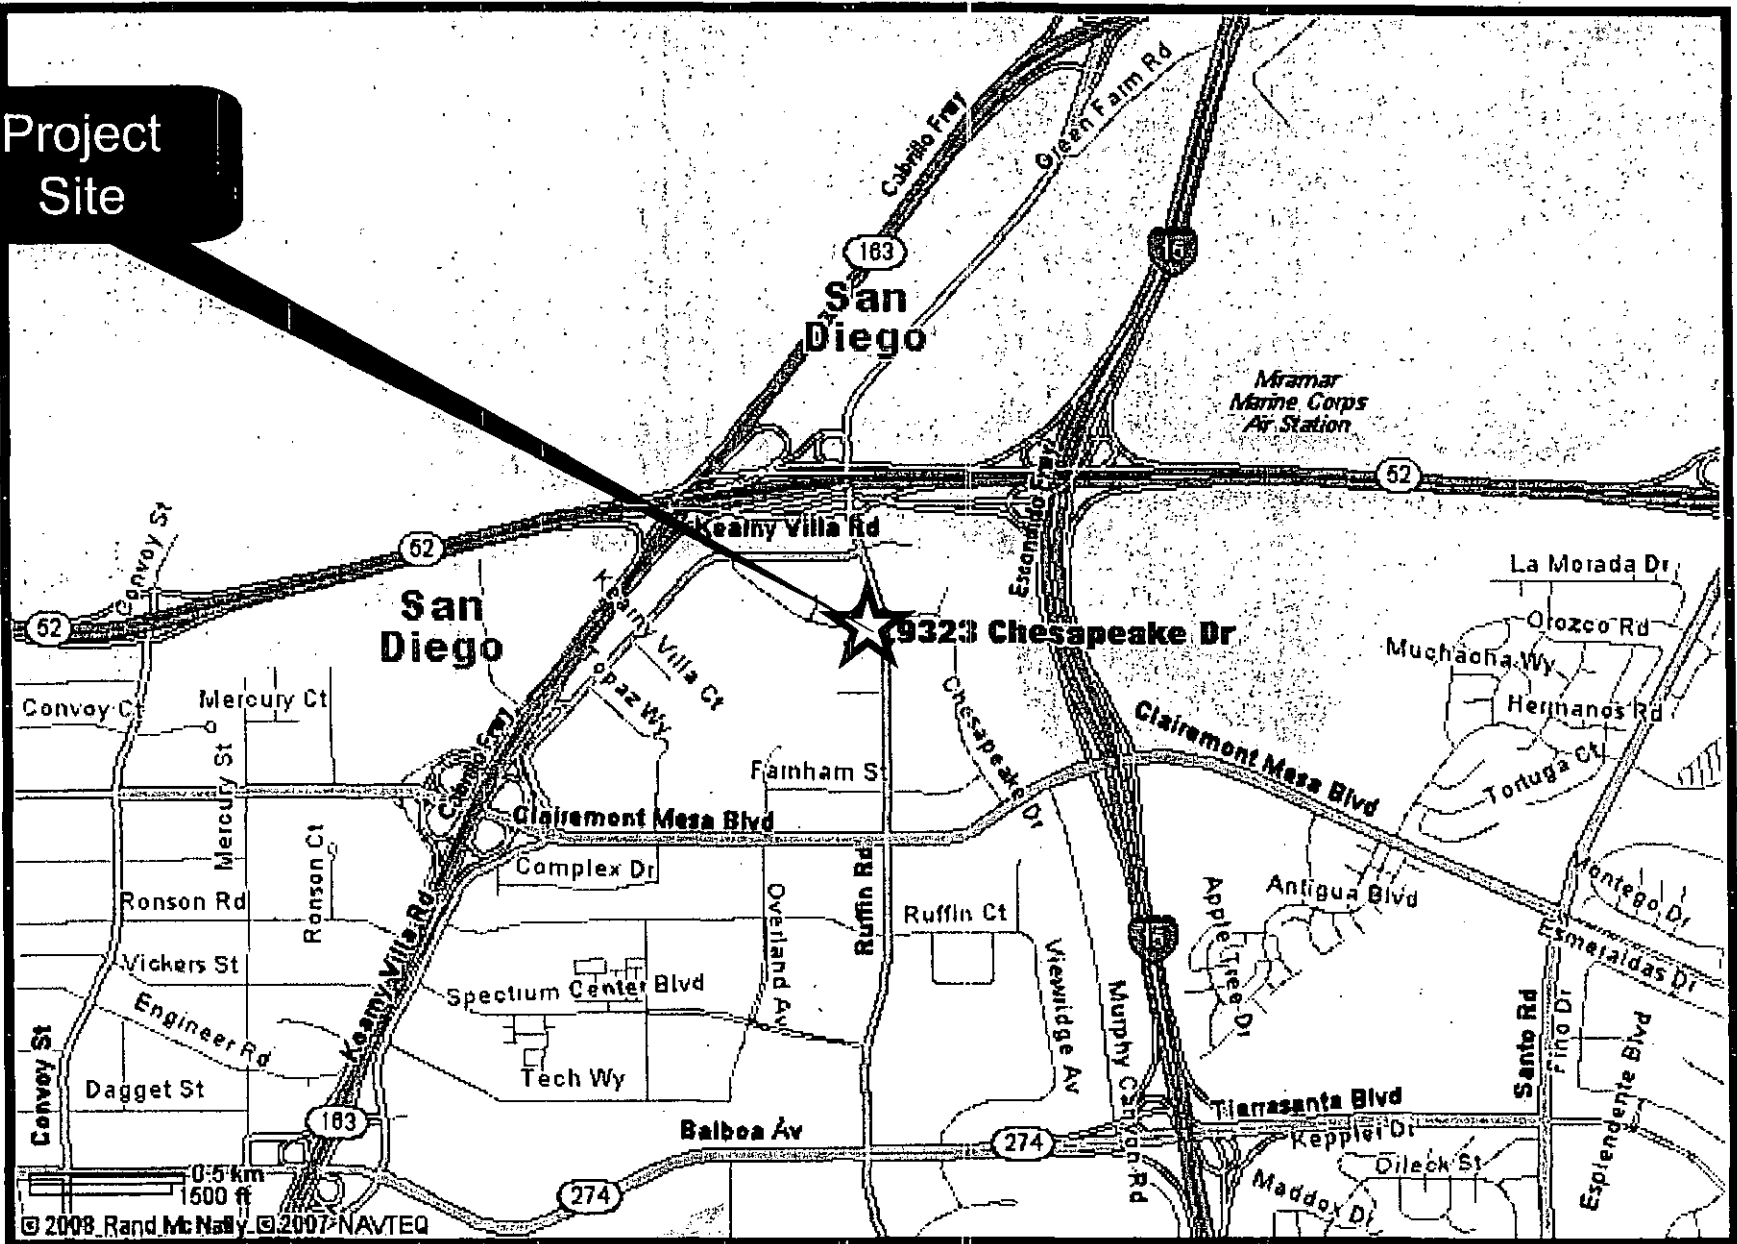 Project
Site
Cabrillo Frwy
Green Farm Rd
163
15
San
Diego
Miramar
Marine Corps
Air Station
52
Convoy St
52
Kearny Villa Rd
Escondido Frwy
La Morada Dr
52
San
Diego
Kearny Villa Ct
9323 Chesapeake Dr
Orozco Rd
Muchacha Wy
Convoy Ct
Mercury Ct
Topaz Wy
Chesapeake Dr
Hermanos Rd
Clairemont Mesa Blvd
Mercury St
Cabrillo Frwy
Farnham St
Tortuga Ct
Clairemont Mesa Blvd
Ronson Ct
Complex Dr
Ruffin Rd
Montego Dr
Ronson Rd
Overland Av
Ruffin Ct
Apple Tree Dr
Antigua Blvd
Kearny Villa Rd
15
Esmeraldas Dr
Vickers St
Spectrum Center Blvd
Viewridge Av
Murphy Canyon Rd
Engineer Rd
Santo Rd
Pino Dr
Esplendente Blvd
Convoy St
Dagget St
Tech Wy
163
Balboa Av
274
Tierrasanta Blvd
Keppler Dr
Dileck St
Maddox Dr
0.5 km
1500 ft
274
© 2008 Rand McNally © 2007 NAVTEQ